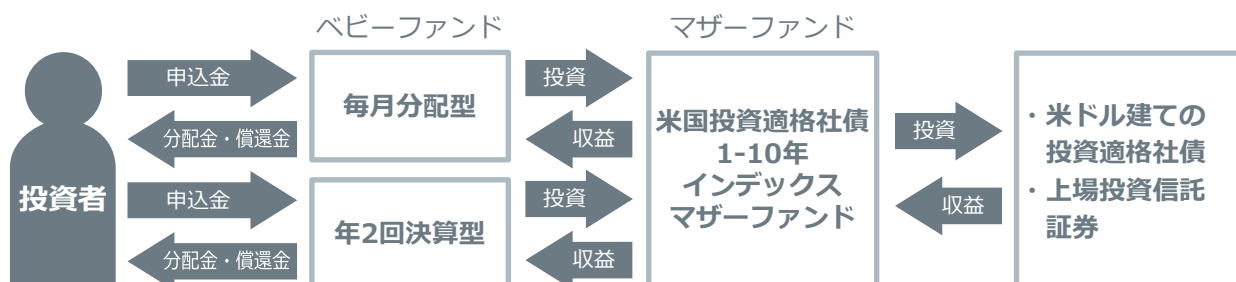 ベビーファンド
マザーファンド
投資者
申込金
分配金・償還金
申込金
分配金・償還金
毎月分配型
年2回決算型
投資
収益
投資
収益
米国投資適格社債
1-10年
インデックス
マザーファンド
投資
収益
・米ドル建ての
投資適格社債
・上場投資信託
証券